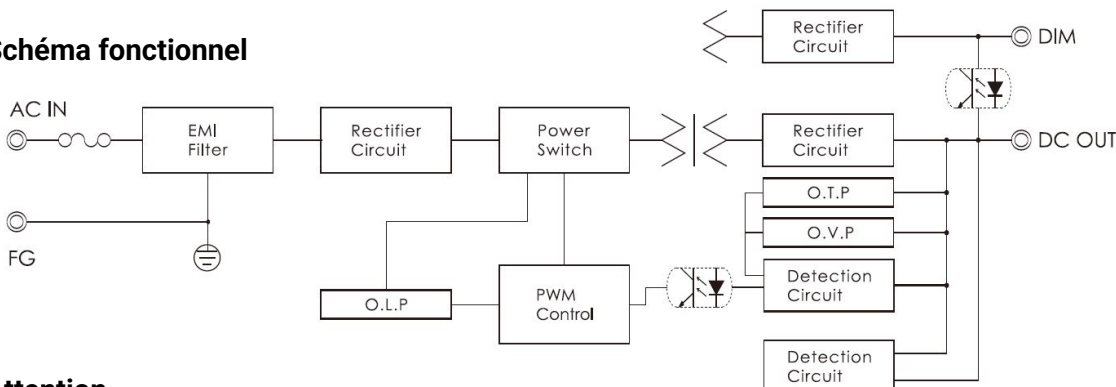 chéma fonctionnel
AC IN
EMI
Filter
Rectifier
Circuit
Power
Switch
Rectifier
Circuit
DIM
Rectifier
Circuit
DC OUT
O.T.P
O.V.P
Detection
Circuit
FG
O.L.P
PWM
Control
Detection
Circuit